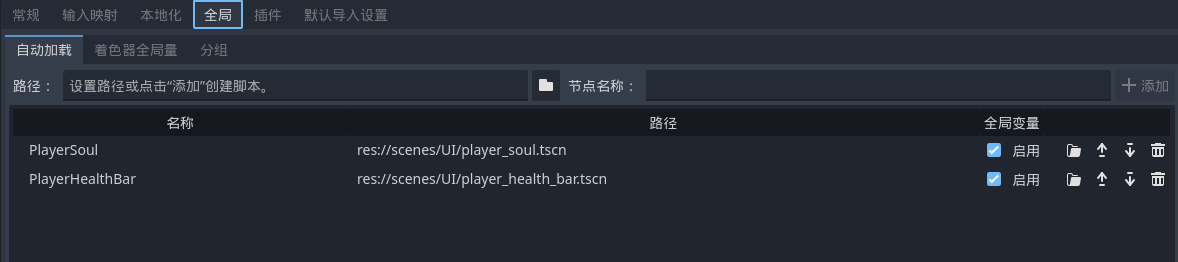 常规 输入映射 本地化 全局 插件 默认导入设置
自动加载 着色器全局量 分组
路径： 设置路径或点击“添加”创建脚本。 节点名称： 添加
名称 路径 全局变量
PlayerSoul res://scenes/UI/player_soul.tscn 启用
PlayerHealthBar res://scenes/UI/player_health_bar.tscn 启用